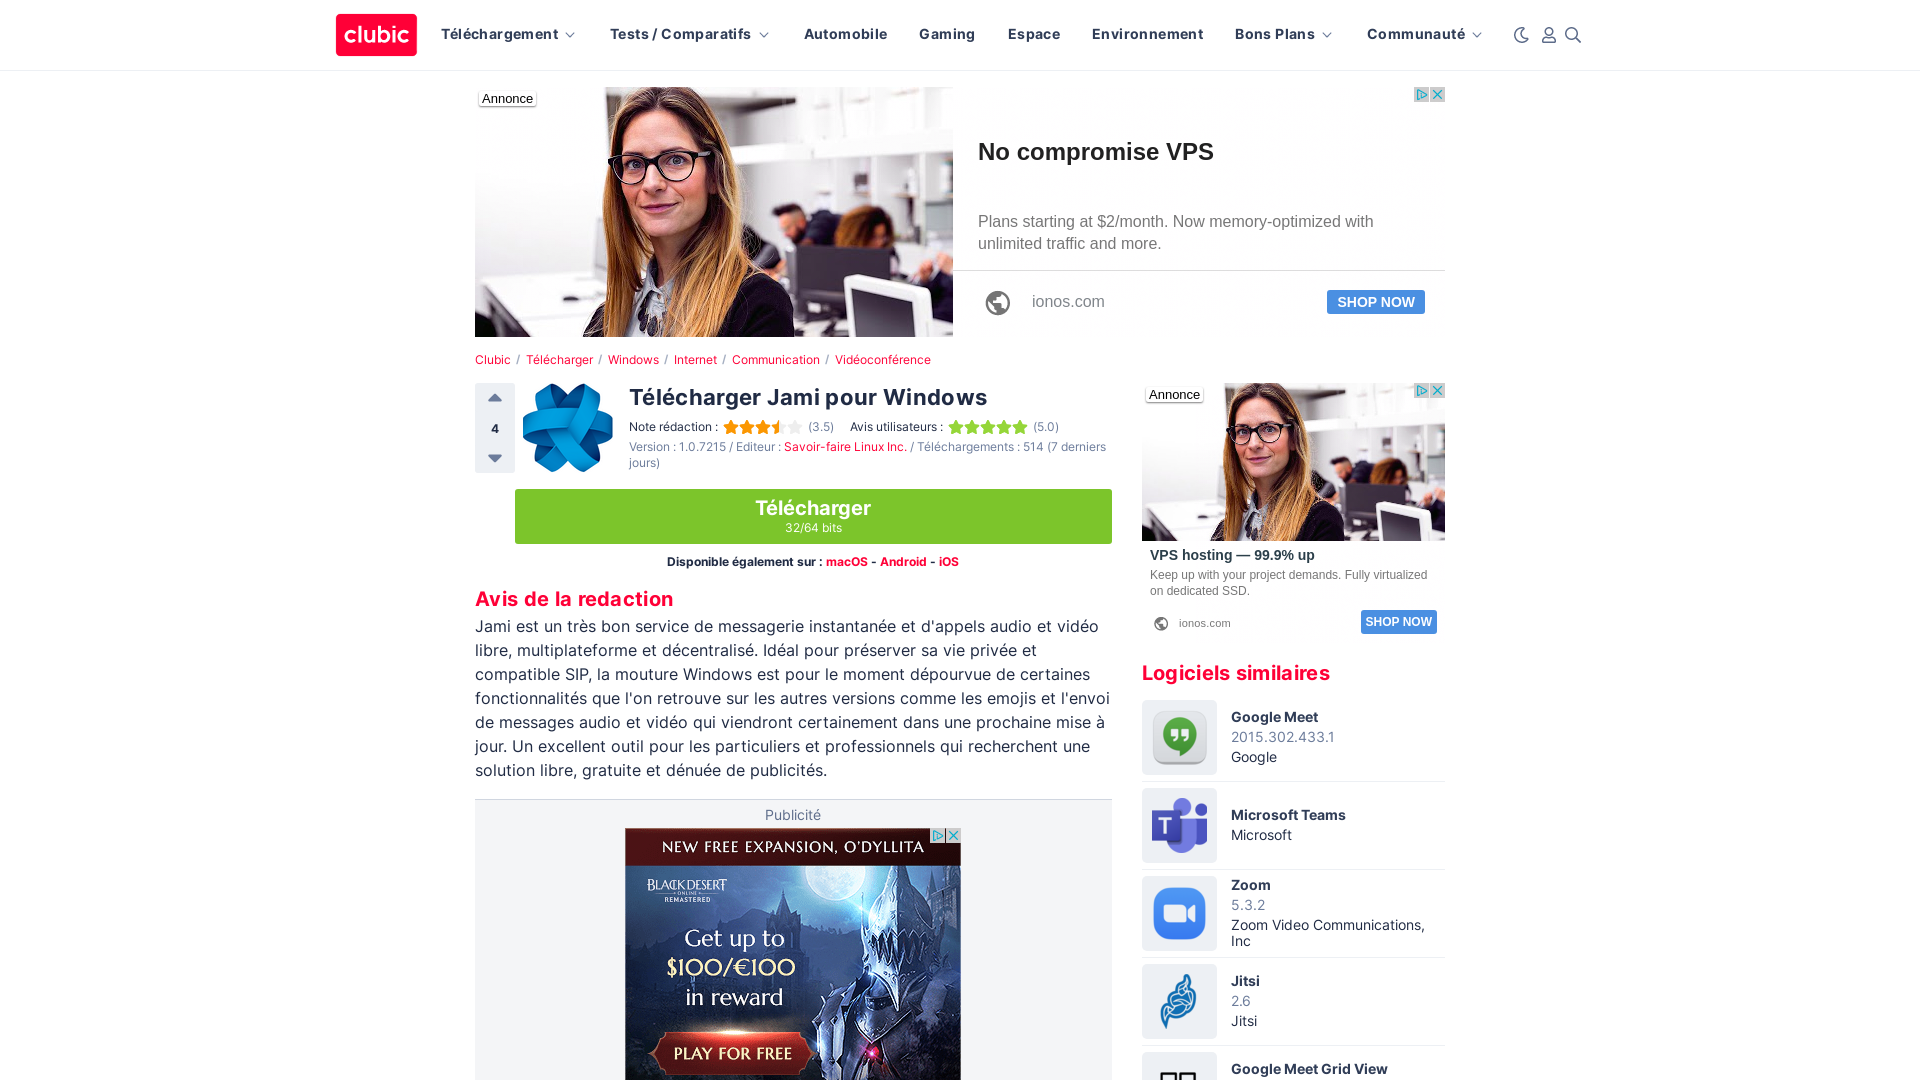 clubic
Téléchargement
Tests / Comparatifs
Automobile
Gaming
Espace
Environnement
Bons Plans
Communauté
Annonce
No compromise VPS
Plans starting at $2/month. Now memory-optimized with
unlimited traffic and more.
ionos.com
SHOP NOW
Clubic / Télécharger / Windows / Internet / Communication / Vidéoconférence
4
Télécharger Jami pour Windows
Note rédaction : (3.5) Avis utilisateurs : (5.0)
Version : 1.0.7215 / Editeur : Savoir-faire Linux Inc. / Téléchargements : 514 (7 derniers
jours)
Télécharger
32/64 bits
Disponible également sur : macOS - Android - iOS
Avis de la redaction
Jami est un très bon service de messagerie instantanée et d'appels audio et vidéo
libre, multiplateforme et décentralisé. Idéal pour préserver sa vie privée et
compatible SIP, la mouture Windows est pour le moment dépourvue de certaines
fonctionnalités que l'on retrouve sur les autres versions comme les emojis et l'envoi
de messages audio et vidéo qui viendront certainement dans une prochaine mise à
jour. Un excellent outil pour les particuliers et professionnels qui recherchent une
solution libre, gratuite et dénuée de publicités.
Publicité
NEW FREE EXPANSION, O'DYLLITA
BLACK DESERT
ONLINE
REMASTERED
Get up to
$100/€100
in reward
PLAY FOR FREE
Annonce
VPS hosting — 99.9% up
Keep up with your project demands. Fully virtualized
on dedicated SSD.
ionos.com
SHOP NOW
Logiciels similaires
Google Meet
2015.302.433.1
Google
T
Microsoft Teams
Microsoft
Zoom
5.3.2
Zoom Video Communications,
Inc
Jitsi
2.6
Jitsi
Google Meet Grid View